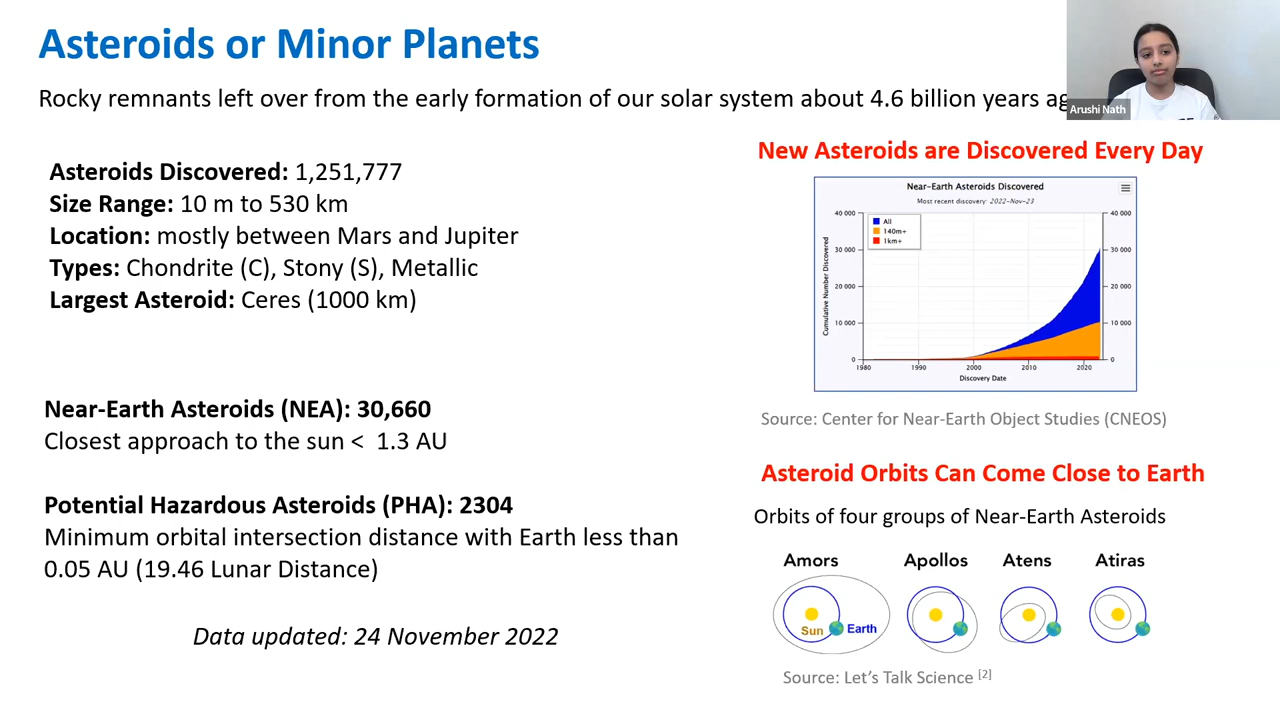 Asteroids or Minor Planets
Rocky remnants left over from the early formation of our solar system about 4.6 billion years ag
Arushi Nath
Asteroids Discovered: 1,251,777
Size Range: 10 m to 530 km
Location: mostly between Mars and Jupiter
Types: Chondrite (C), Stony (S), Metallic
Largest Asteroid: Ceres (1000 km)
Near-Earth Asteroids (NEA): 30,660
Closest approach to the sun < 1.3 AU
Potential Hazardous Asteroids (PHA): 2304
Minimum orbital intersection distance with Earth less than
0.05 AU (19.46 Lunar Distance)
Data updated: 24 November 2022
New Asteroids are Discovered Every Day
Near-Earth Asteroids Discovered
Most recent discovery: 2022-Nov-23
All
140m+
1km+
Cumulative Number Discovered
40 000 40 000
30 000 30 000
20 000 20 000
10 000 10 000
0 0
1980 1990 2000 2010 2020
Discovery Date
Source: Center for Near-Earth Object Studies (CNEOS)
Asteroid Orbits Can Come Close to Earth
Orbits of four groups of Near-Earth Asteroids
Amors Apollos Atens Atiras
Sun Earth
Source: Let's Talk Science [2]